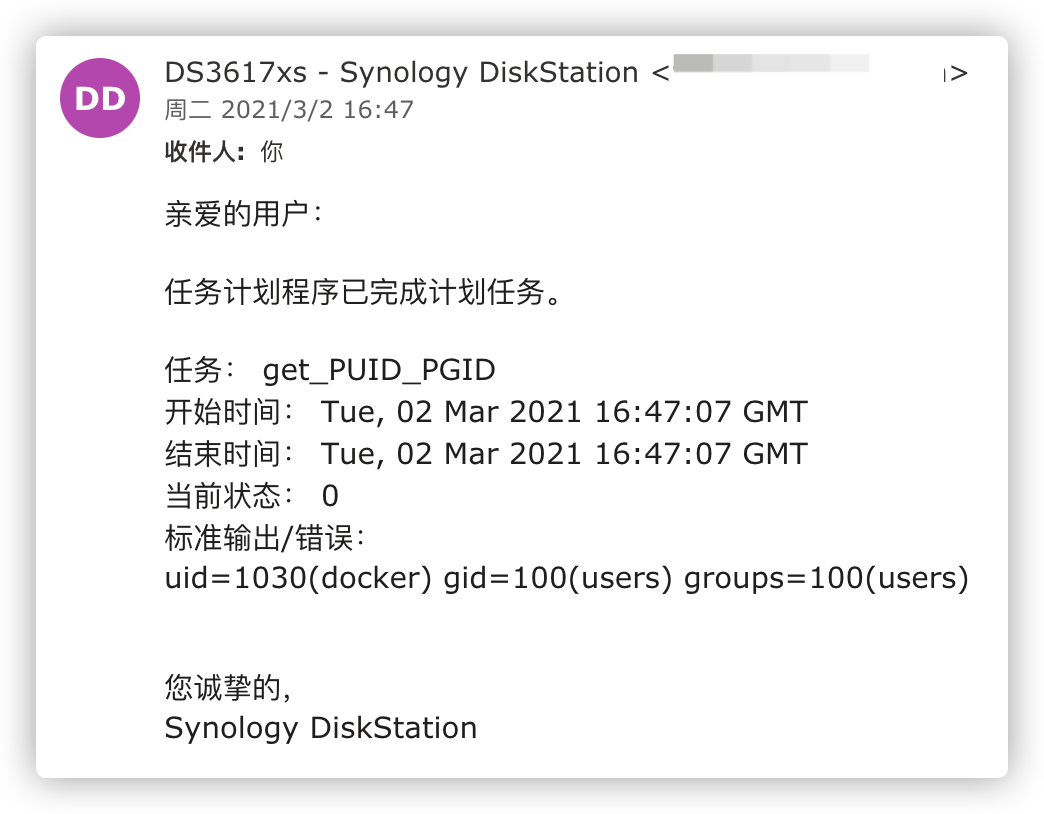 DD
DS3617xs - Synology DiskStation < >
周二 2021/3/2 16:47
收件人: 你
亲爱的用户：
任务计划程序已完成计划任务。
任务： get_PUID_PGID
开始时间： Tue, 02 Mar 2021 16:47:07 GMT
结束时间： Tue, 02 Mar 2021 16:47:07 GMT
当前状态： 0
标准输出/错误：
uid=1030(docker) gid=100(users) groups=100(users)
您诚挚的，
Synology DiskStation